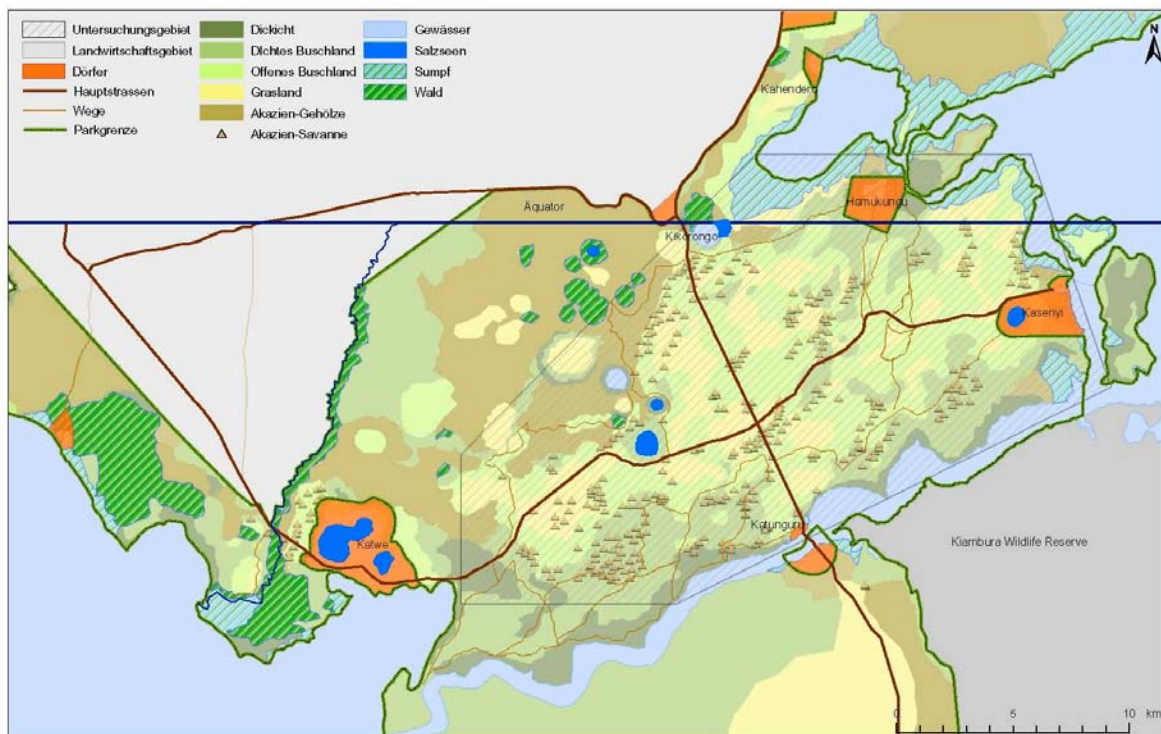 Untersuchungsgebiet
Landwirtschaftsgebiet
Dörfer
Hauptstrassen
Wege
Parkgrenze
Dickicht
DIchtes Buschland
Offenes Buschland
Grasland
Akazien-Gehölze
Akazien-Savanne
Gewässer
Salzseen
Sumpf
Wald
N
Kahendero
Äquator
Hamukungu
Kikorongo
Kasenyi
Katunguru
Katwe
Kiambura Wildlife Reserve
0 5 10 km